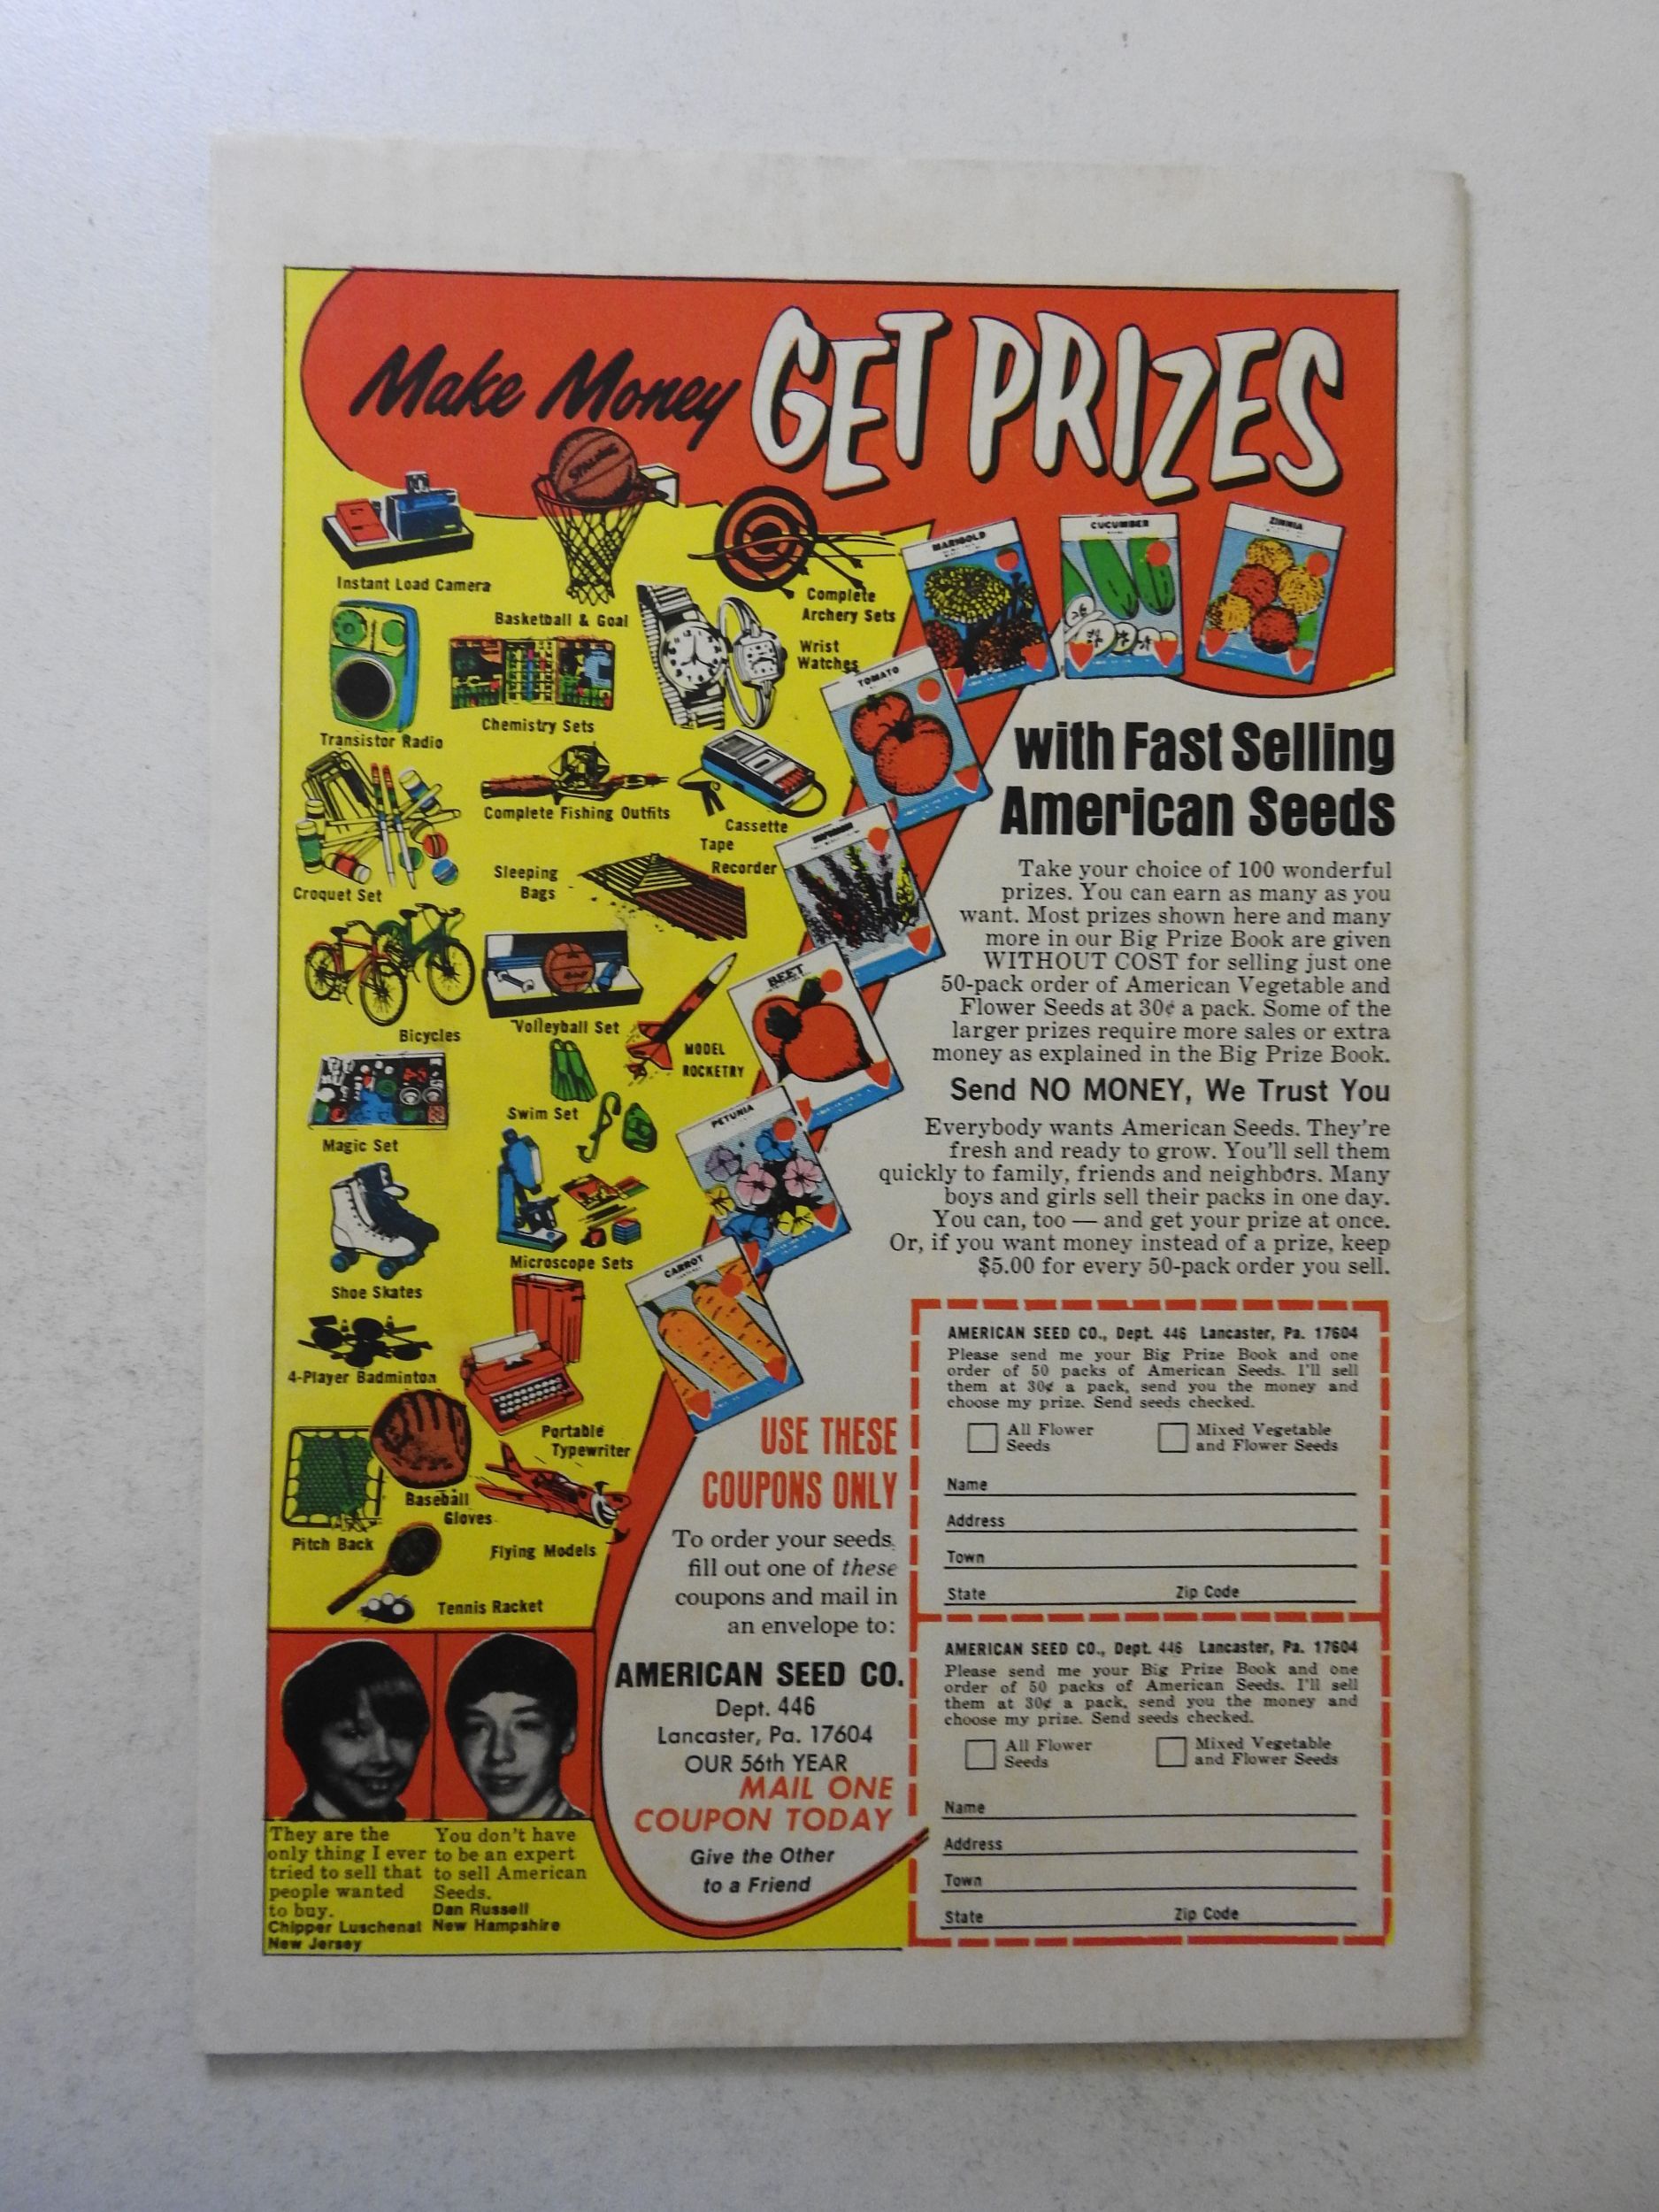 Make Money GET PRIZES
SPALDING
Instant Load Camera
Basketball & Goal
Complete
Archery Sets
Wrist
Watches
Transistor Radio
Chemistry Sets
Complete Fishing Outfits
Cassette
Tape
Recorder
Croquet Set
Sleeping
Bags
Bicycles
Volleyball Set
MODEL
ROCKETRY
Magic Set
Swim Set
Shoe Skates
Microscope Sets
4-Player Badminton
Portable
Typewriter
Baseball
Gloves
Pitch Back
Flying Models
Tennis Racket
MARIGOLD
CUCUMBER
ZINNIA
TOMATO
BEET
PETUNIA
CARROT
with Fast Selling
American Seeds
Take your choice of 100 wonderful
prizes. You can earn as many as you
want. Most prizes shown here and many
more in our Big Prize Book are given
WITHOUT COST for selling just one
50-pack order of American Vegetable and
Flower Seeds at 30¢ a pack. Some of the
larger prizes require more sales or extra
money as explained in the Big Prize Book.
Send NO MONEY, We Trust You
Everybody wants American Seeds. They're
fresh and ready to grow. You'll sell them
quickly to family, friends and neighbors. Many
boys and girls sell their packs in one day.
You can, too — and get your prize at once.
Or, if you want money instead of a prize, keep
$5.00 for every 50-pack order you sell.
USE THESE
COUPONS ONLY
To order your seeds,
fill out one of these
coupons and mail in
an envelope to:
AMERICAN SEED CO.
Dept. 446
Lancaster, Pa. 17604
OUR 56th YEAR
MAIL ONE
COUPON TODAY
Give the Other
to a Friend
AMERICAN SEED CO., Dept. 446 Lancaster, Pa. 17604
Please send me your Big Prize Book and one
order of 50 packs of American Seeds. I'll sell
them at 30¢ a pack, send you the money and
choose my prize. Send seeds checked.
All Flower
Seeds
Mixed Vegetable
and Flower Seeds
Name
Address
Town
State Zip Code
AMERICAN SEED CO., Dept. 446 Lancaster, Pa. 17604
Please send me your Big Prize Book and one
order of 50 packs of American Seeds. I'll sell
them at 30¢ a pack, send you the money and
choose my prize. Send seeds checked.
All Flower
Seeds
Mixed Vegetable
and Flower Seeds
Name
Address
Town
State Zip Code
They are the
only thing I ever
tried to sell that
people wanted
to buy.
Chipper Luschenat
New Jersey
You don't have
to be an expert
to sell American
Seeds.
Dan Russell
New Hampshire